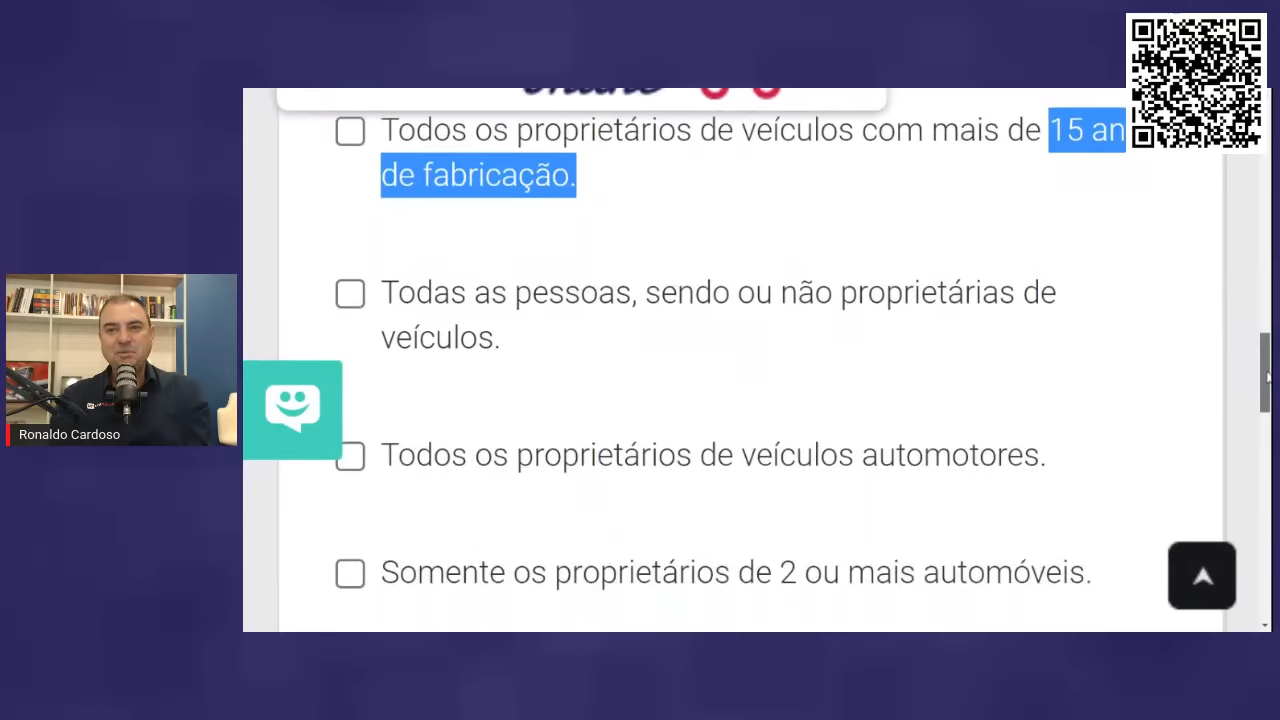 Todos os proprietários de veículos com mais de 15 an
de fabricação.
Todas as pessoas, sendo ou não proprietárias de
veículos.
Todos os proprietários de veículos automotores.
Somente os proprietários de 2 ou mais automóveis.
Ronaldo Cardoso